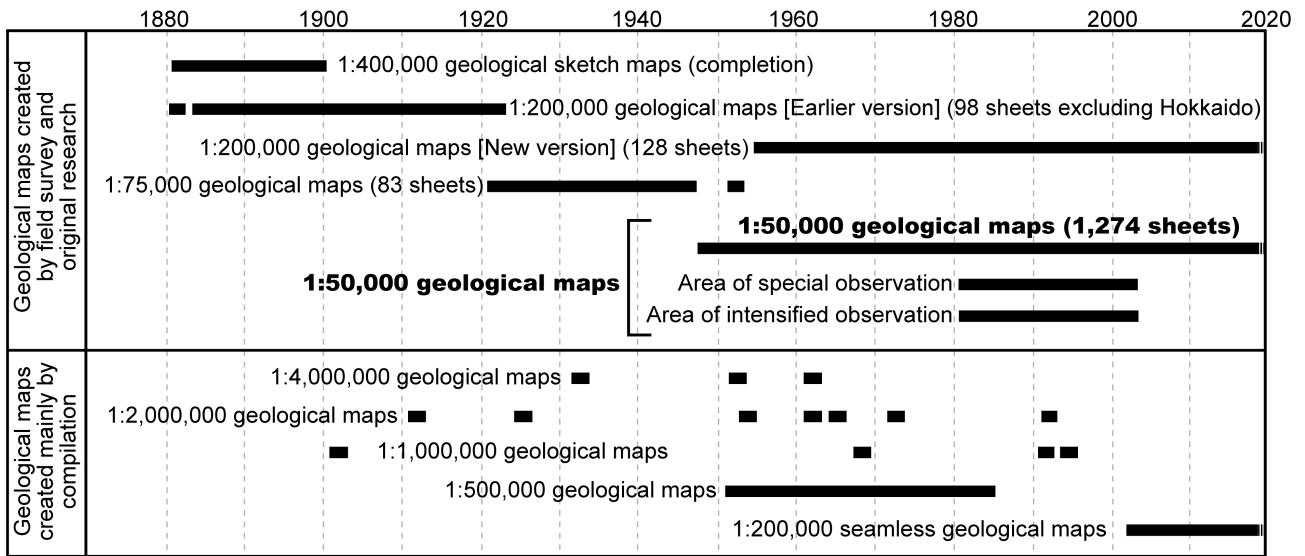 1880 1900 1920 1940 1960 1980 2000 2020
Geological maps created
by field survey and
original research
1:400,000 geological sketch maps (completion)
1:200,000 geological maps [Earlier version] (98 sheets excluding Hokkaido)
1:200,000 geological maps [New version] (128 sheets)
1:75,000 geological maps (83 sheets)
1:50,000 geological maps (1,274 sheets)
1:50,000 geological maps
Area of special observation
Area of intensified observation
Geological maps
created mainly by
compilation
1:4,000,000 geological maps
1:2,000,000 geological maps
1:1,000,000 geological maps
1:500,000 geological maps
1:200,000 seamless geological maps